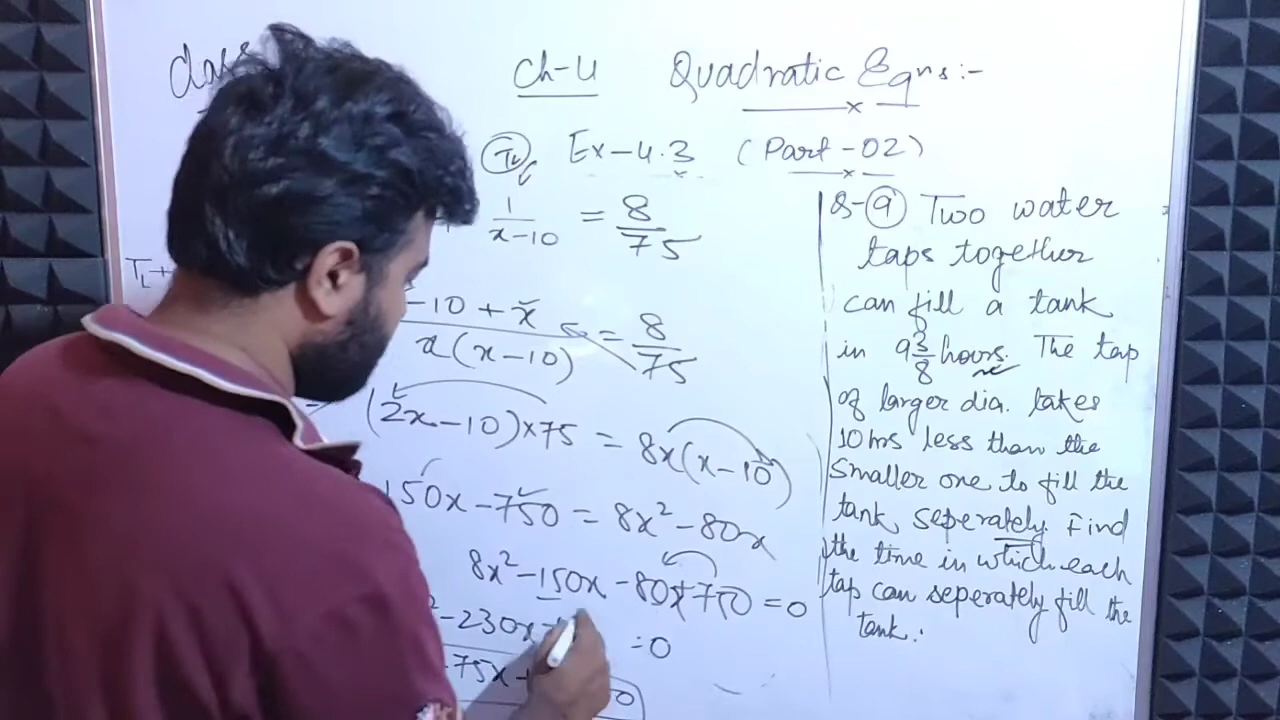 Class Ch-4 Quadratic Eqns:-
Ex-4.3 (Part-02)
1/(x-10) = 8/75
-10 + x / x(x-10) = 8/75
(2x-10)×75 = 8x(x-10)
150x - 750 = 8x² - 80x
8x² - 150x - 80x + 750 = 0
- 230x = 0
75x
0
Q-9 Two water
taps together
can fill a tank
in 9 3/8 hours. The tap
of larger dia. takes
10 hrs less than the
smaller one to fill the
tank seperately. Find
the time in which each
tap can seperately fill the
tank.